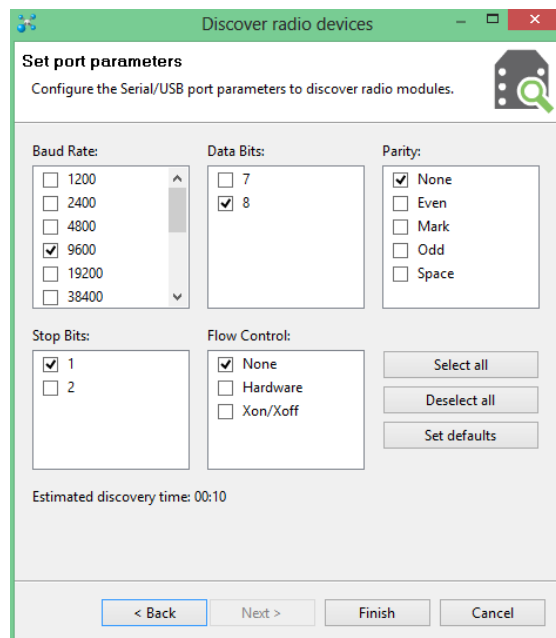 Discover radio devices
Set port parameters
Configure the Serial/USB port parameters to discover radio modules.
Baud Rate:
1200
2400
4800
9600
19200
38400
Data Bits:
7
8
Parity:
None
Even
Mark
Odd
Space
Stop Bits:
1
2
Flow Control:
None
Hardware
Xon/Xoff
Select all
Deselect all
Set defaults
Estimated discovery time: 00:10
< Back
Next >
Finish
Cancel